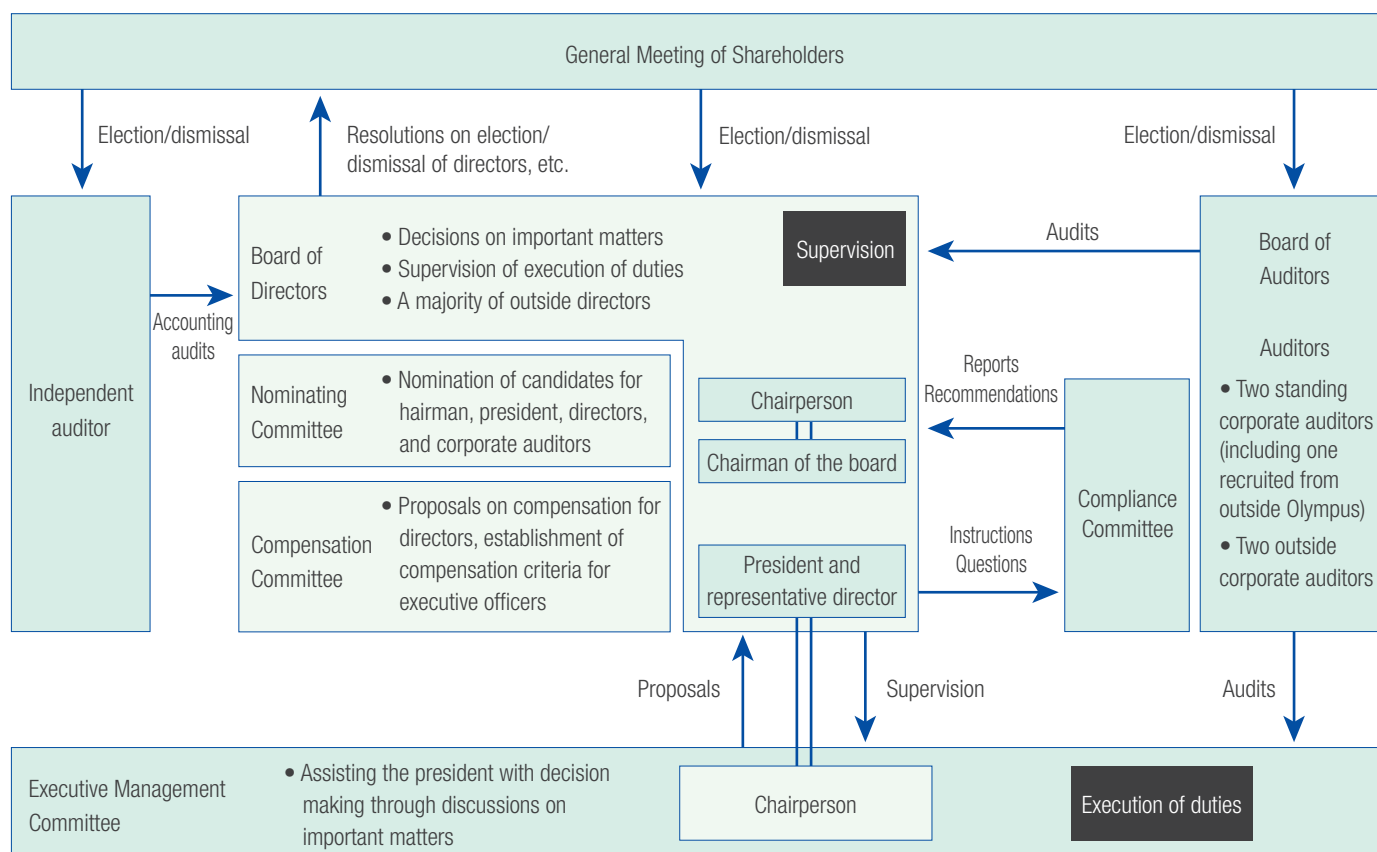 General Meeting of Shareholders
Election/dismissal
Resolutions on election/
dismissal of directors, etc.
Election/dismissal
Election/dismissal
Independent
auditor
Accounting
audits
Board of
Directors
• Decisions on important matters
• Supervision of execution of duties
• A majority of outside directors
Supervision
Audits
Board of
Auditors
Auditors
• Two standing
corporate auditors
(including one
recruited from
outside Olympus)
• Two outside
corporate auditors
Nominating
Committee
• Nomination of candidates for
hairman, president, directors,
and corporate auditors
Compensation
Committee
• Proposals on compensation for
directors, establishment of
compensation criteria for
executive officers
Chairperson
Chairman of the board
President and
representative director
Reports
Recommendations
Instructions
Questions
Compliance
Committee
Proposals
Supervision
Audits
Executive Management
Committee
• Assisting the president with decision
making through discussions on
important matters
Chairperson
Execution of duties